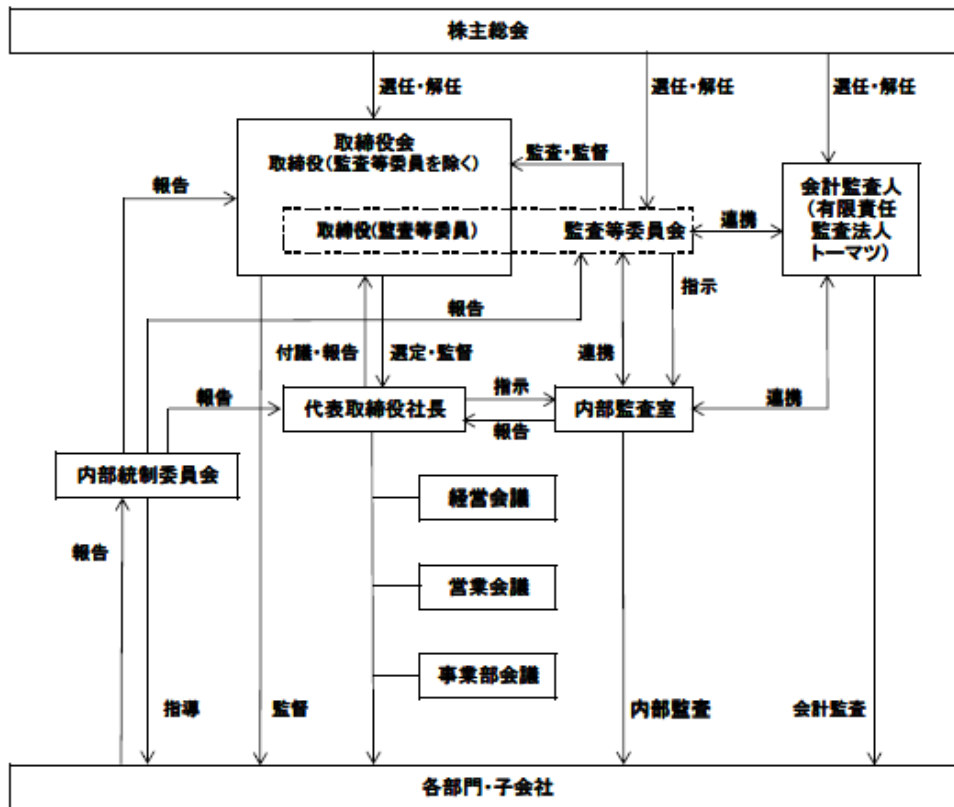 株主総会
選任・解任
選任・解任
選任・解任
取締役会
取締役(監査等委員を除く)
監査・監督
報告
会計監査人
(有限責任
監査法人
トーマツ)
取締役(監査等委員)
監査等委員会
連携
指示
報告
付議・報告
選定・監督
連携
報告
代表取締役社長
指示
報告
内部監査室
連携
内部統制委員会
経営会議
報告
営業会議
事業部会議
指導
監督
内部監査
会計監査
各部門・子会社